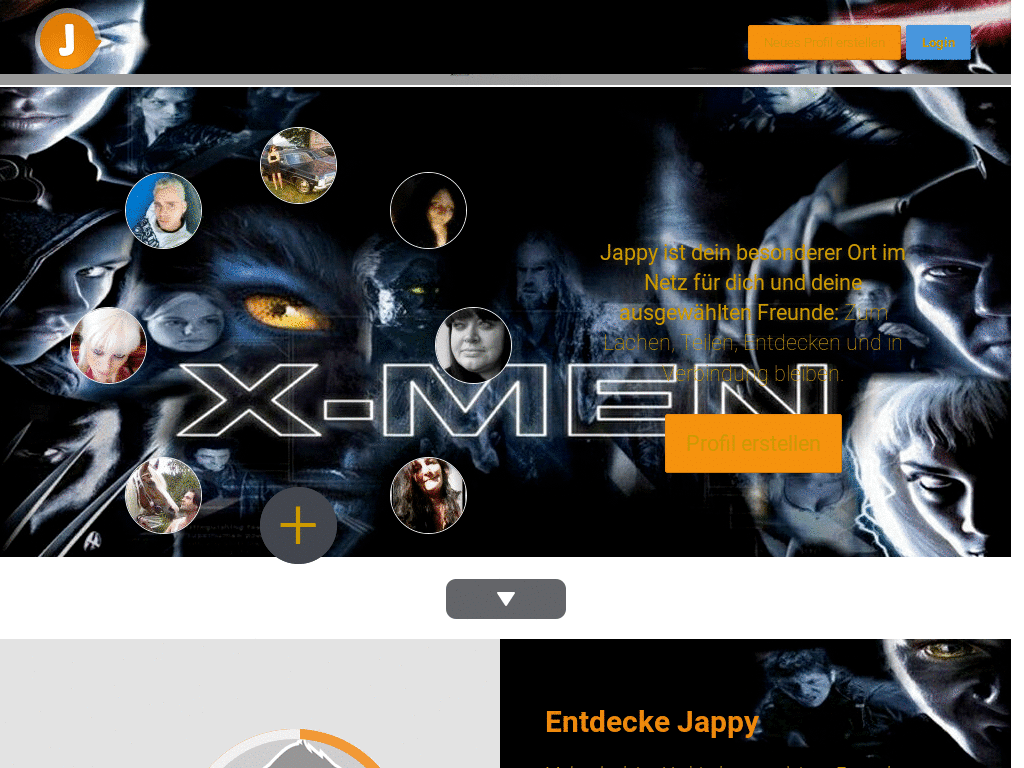 J
Neues Profil erstellen
Login
Jappy ist dein besonderer Ort im
Netz für dich und deine
ausgewählten Freunde: Zum
Lachen, Teilen, Entdecken und in
Verbindung bleiben.
X-MEN
Profil erstellen
Entdecke Jappy